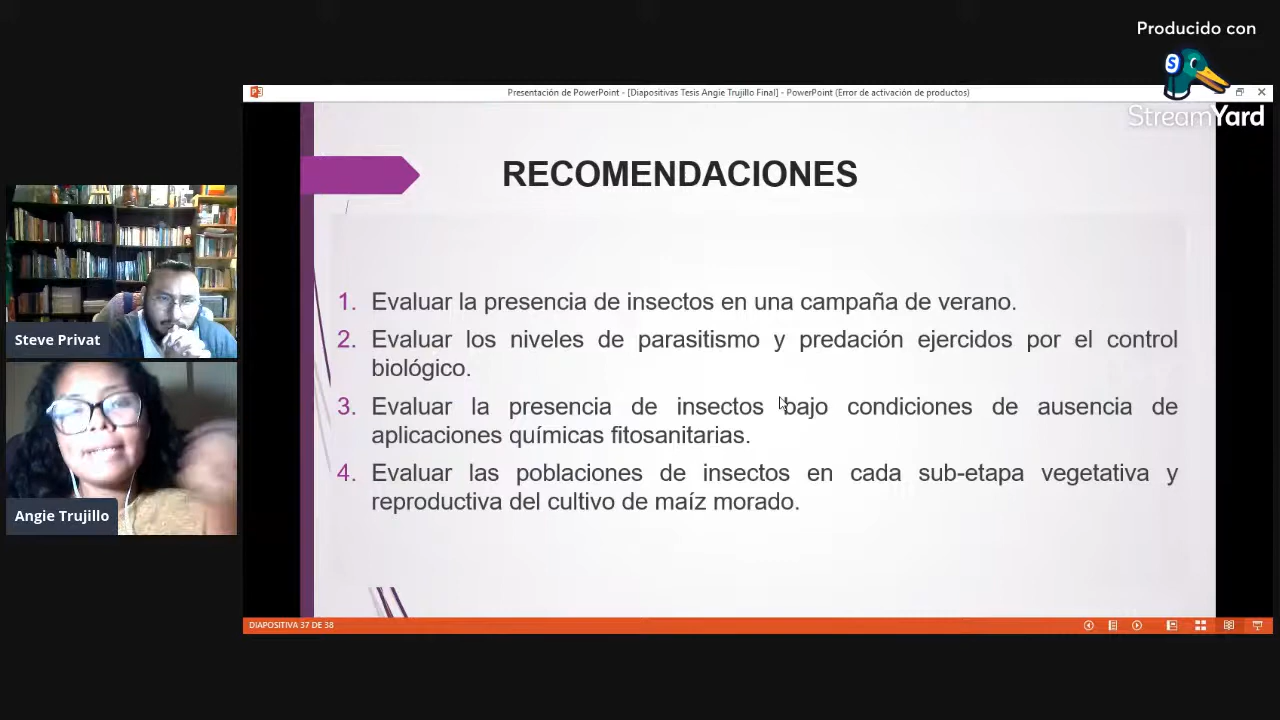 Producido con
StreamYard
Presentación de PowerPoint - [Diapositivas Tesis Angie Trujillo Final] - PowerPoint (Error de activación de productos)
RECOMENDACIONES
1. Evaluar la presencia de insectos en una campaña de verano.
2. Evaluar los niveles de parasitismo y predación ejercidos por el control
biológico.
3. Evaluar la presencia de insectos bajo condiciones de ausencia de
aplicaciones químicas fitosanitarias.
4. Evaluar las poblaciones de insectos en cada sub-etapa vegetativa y
reproductiva del cultivo de maíz morado.
Steve Privat
Angie Trujillo
DIAPOSITIVA 37 DE 38